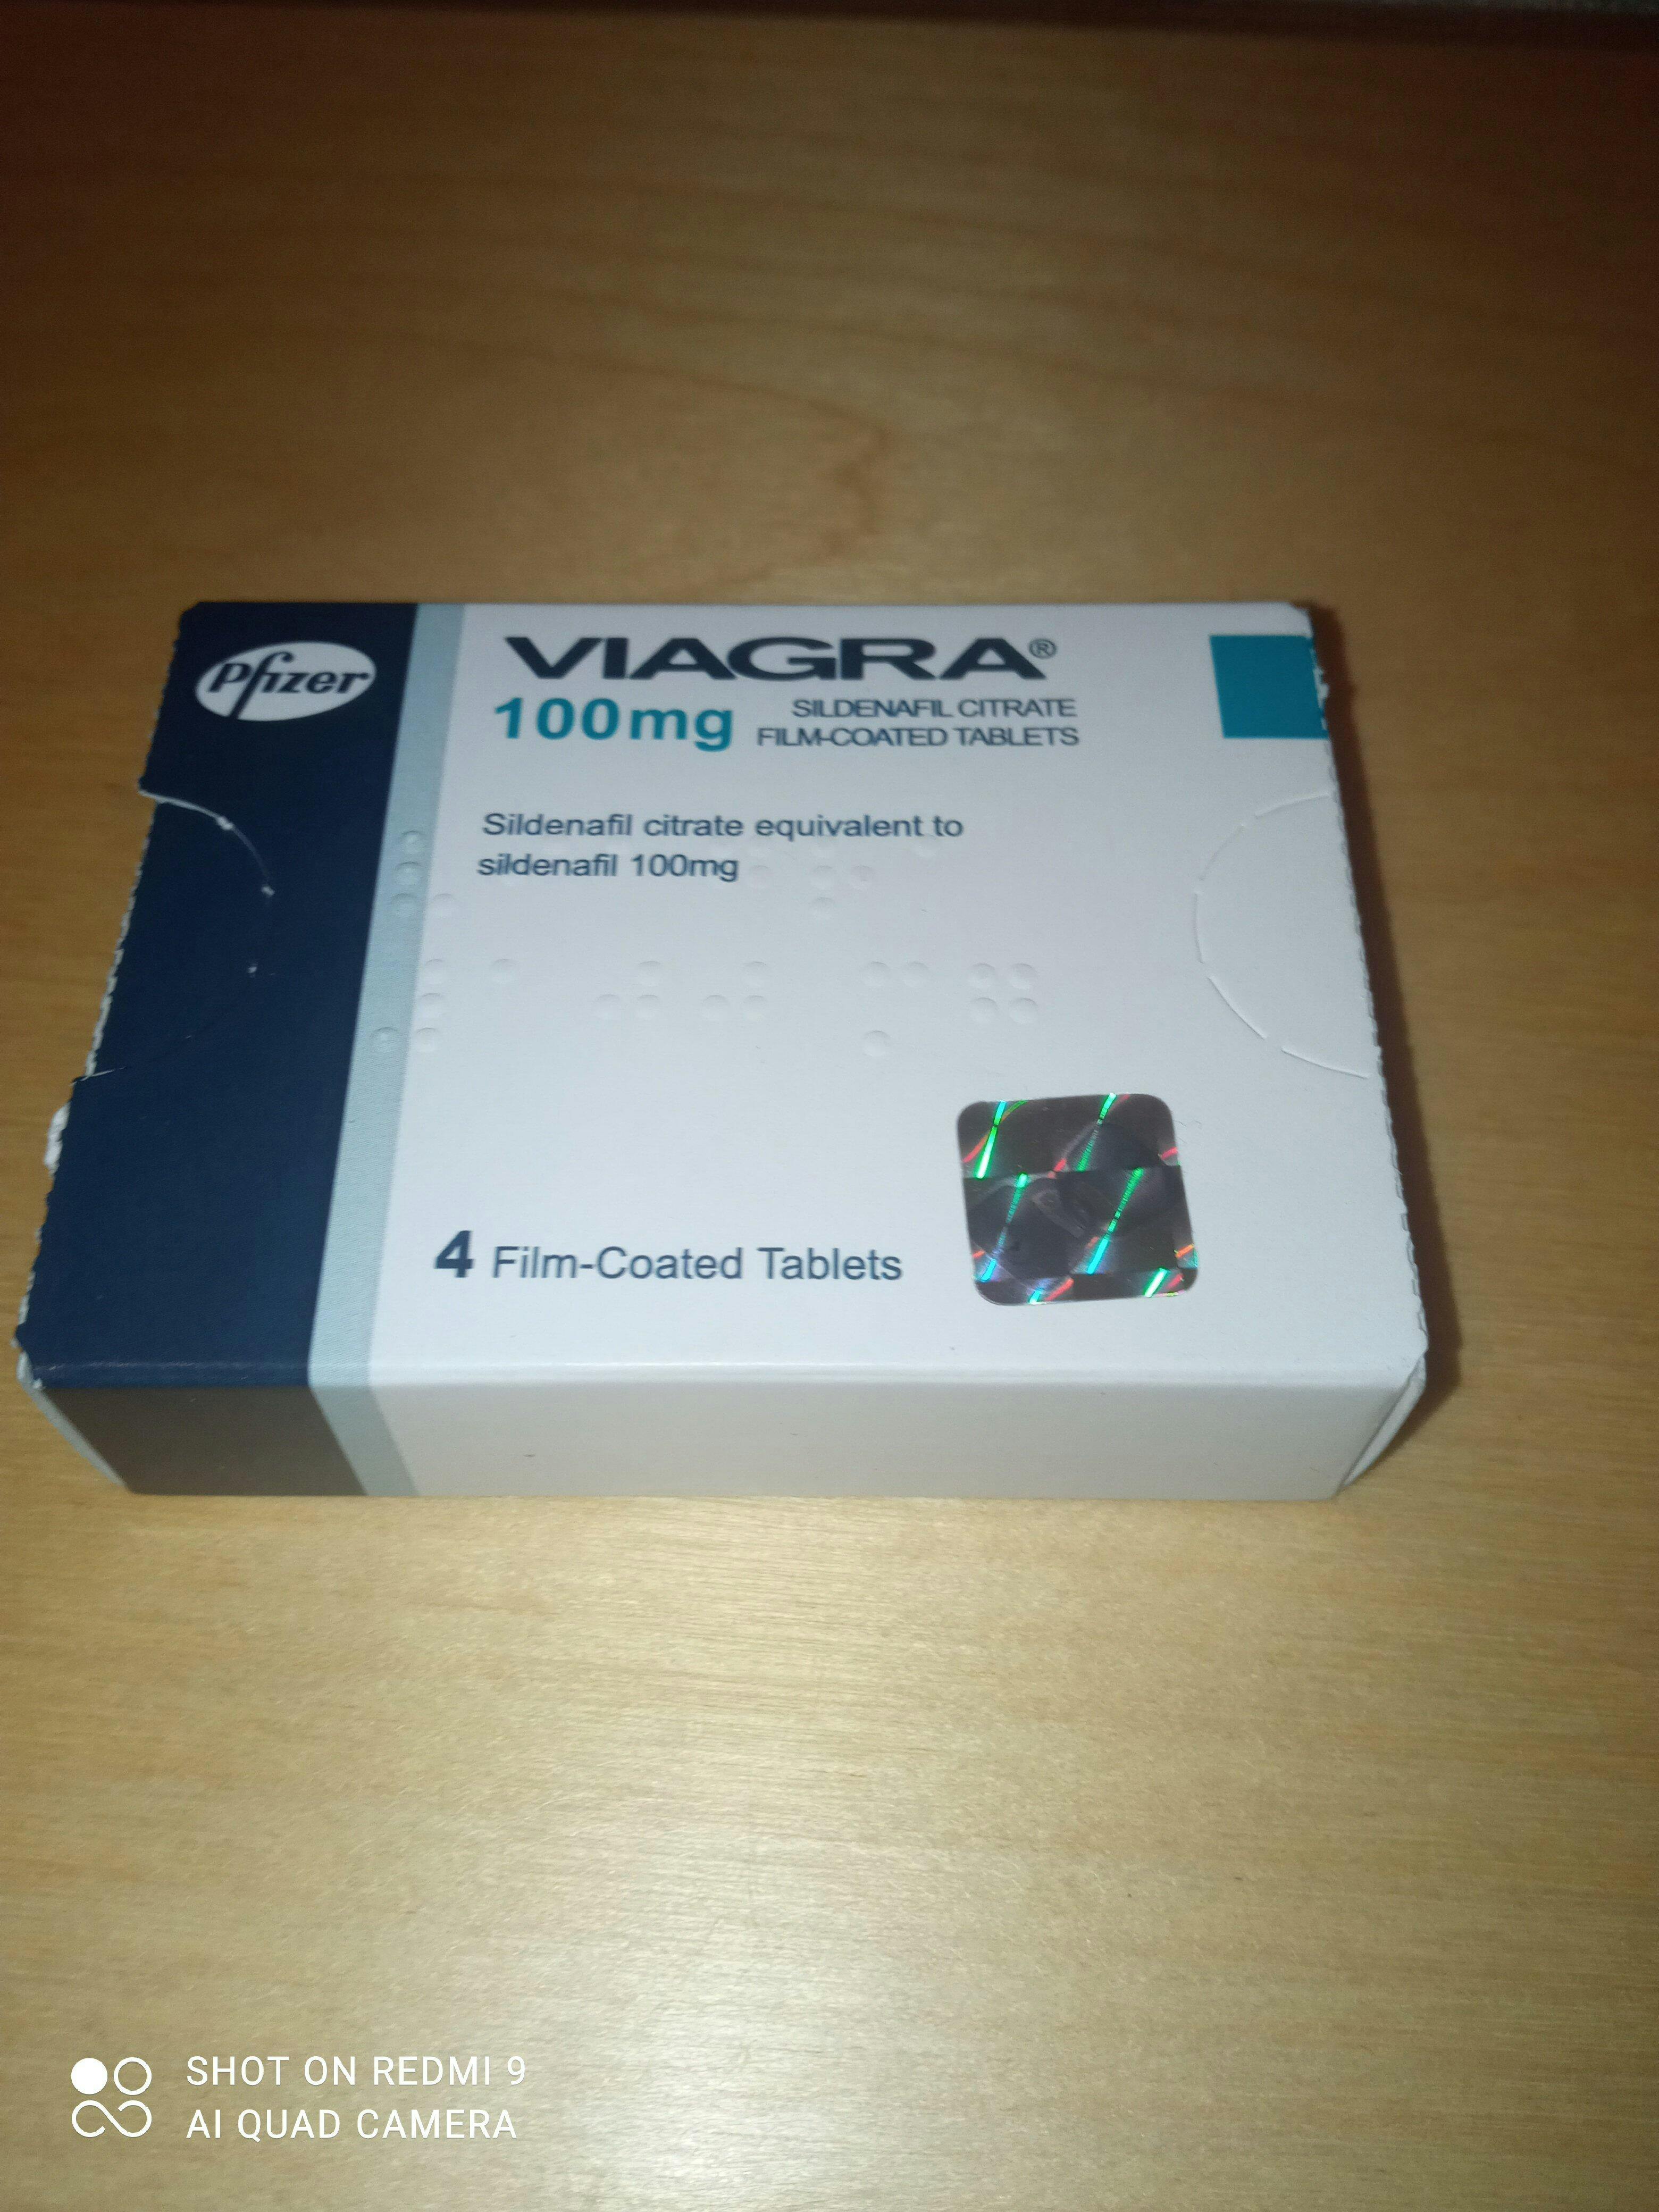 Pfizer
VIAGRA®
100mg SILDENAFIL CITRATE
FILM-COATED TABLETS
Sildenafil citrate equivalent to
sildenafil 100mg
4 Film-Coated Tablets
SHOT ON REDMI 9
AI QUAD CAMERA